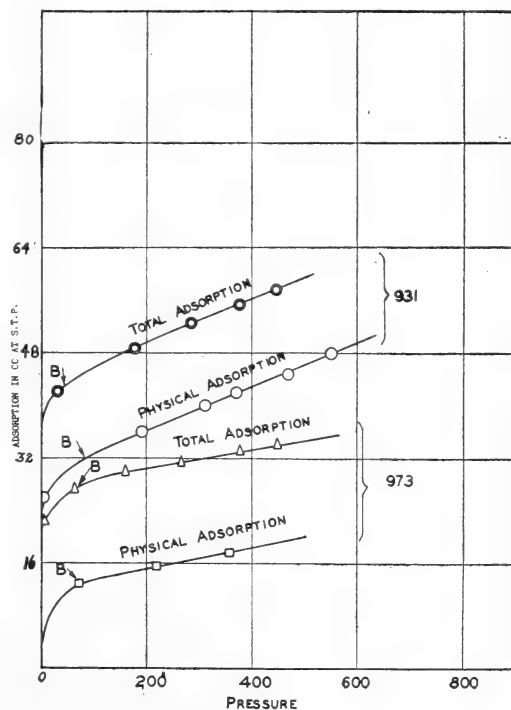 80
64
TOTAL ADSORPTION
931
48
B
PHYSICAL ADSORPTION
B
TOTAL ADSORPTION
32
B
973
PHYSICAL ADSORPTION
16
B
ADSORPTION IN CC AT S.T.P.
0 200 400 600 800
PRESSURE